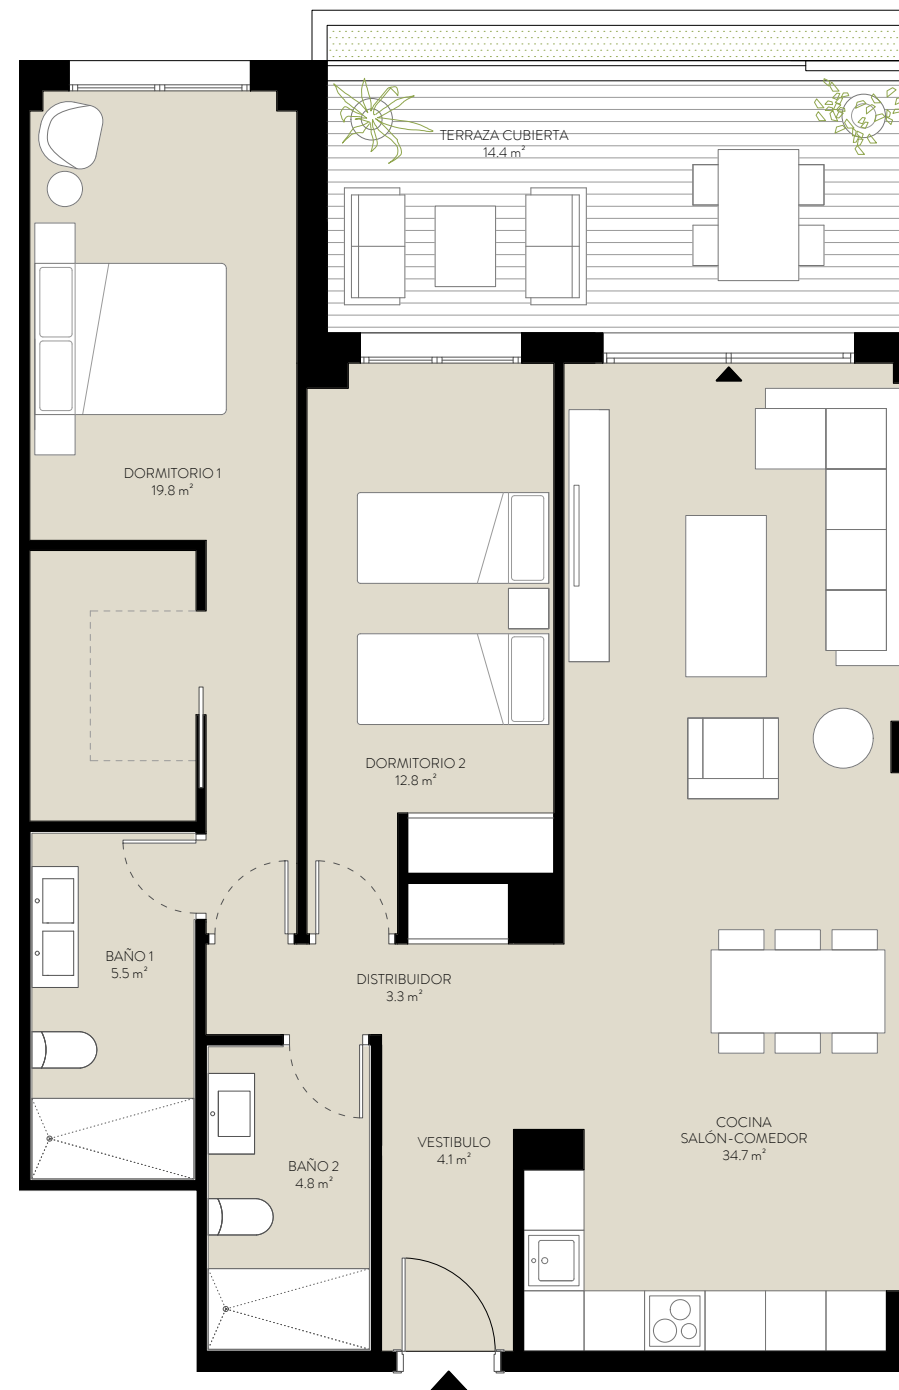 TERRAZA CUBIERTA
14.4 m²
DORMITORIO 1
19.8 m²
DORMITORIO 2
12.8 m²
BAÑO 1
5.5 m²
DISTRIBUIDOR
3.3 m²
COCINA
SALÓN-COMEDOR
34.7 m²
VESTIBULO
4.1 m²
BAÑO 2
4.8 m²